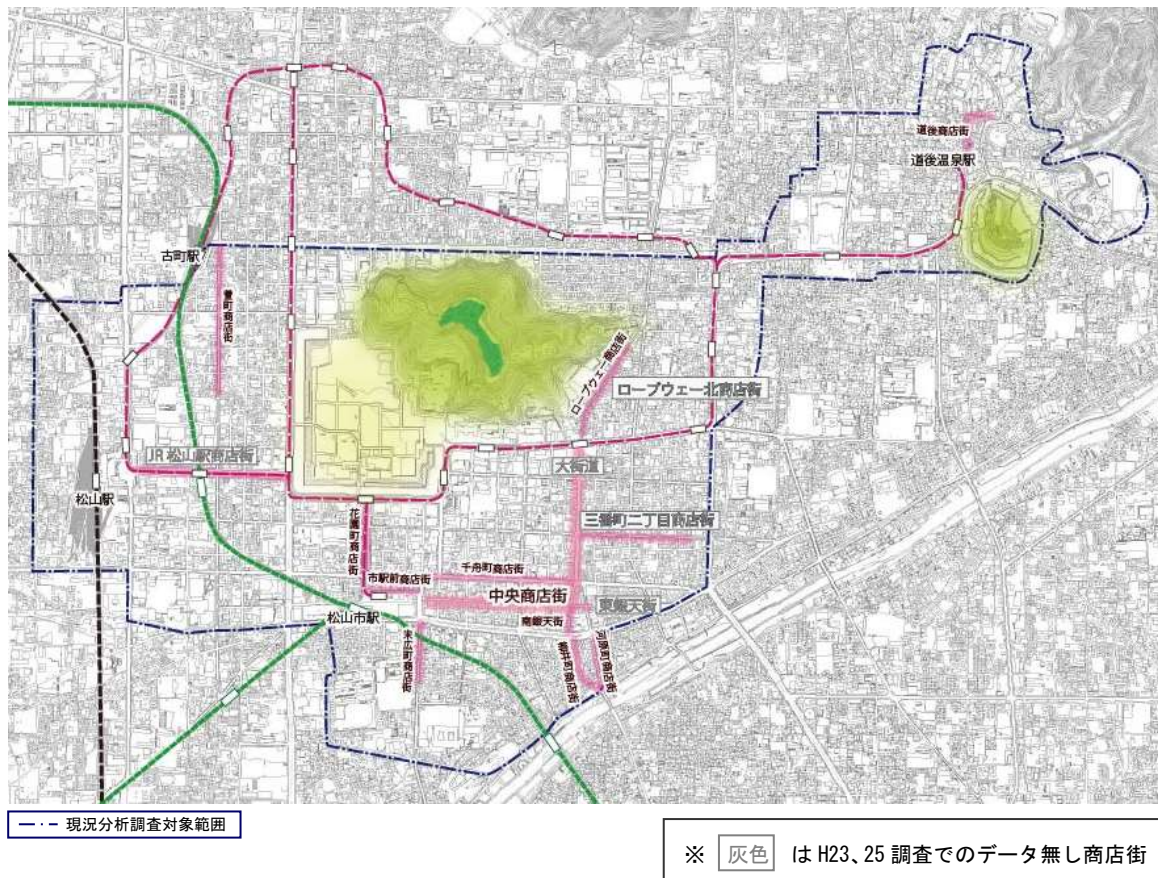 道後商店街
道後温泉駅
古町駅
萱町商店街
ロープウェー商店街
ロープウェー北商店街
JR松山駅商店街
大街道
松山駅
花園町商店街
三番町二丁目商店街
千舟町商店街
市駅前商店街
中央商店街
東銀天街
松山市駅
南銀天街
末広町商店街
柳井町商店街
河原町商店街
現況分析調査対象範囲
※ 灰色 はH23、25調査でのデータ無し商店街